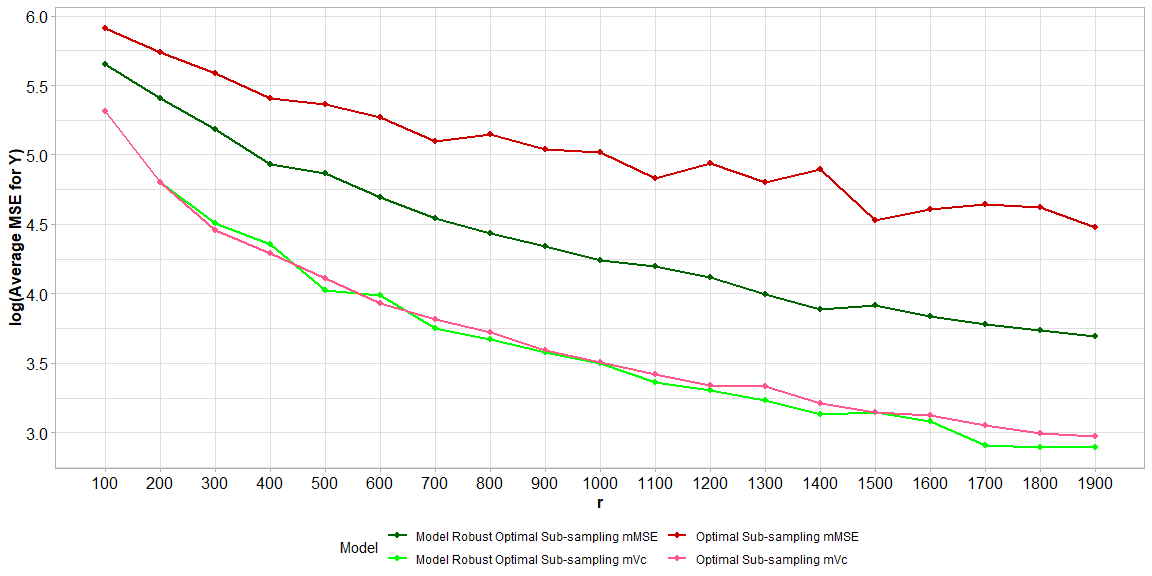 log(Average MSE for Y)
6.0
5.5
5.0
4.5
4.0
3.5
3.0
100 200 300 400 500 600 700 800 900 1000 1100 1200 1300 1400 1500 1600 1700 1800 1900
r
Model
Model Robust Optimal Sub-sampling mMSE
Optimal Sub-sampling mMSE
Model Robust Optimal Sub-sampling mVc
Optimal Sub-sampling mVc